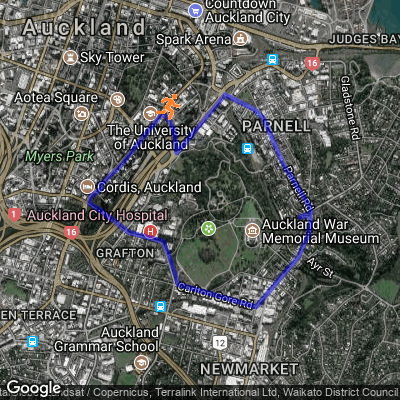 Auckland
Countdown
Auckland City
Spark Arena
JUDGES BAY
Sky Tower
16
Gladstone Rd
Aotea Square
The University
of Auckland
PARNELL
Myers Park
Parnell Rd
Cordis, Auckland
1
Auckland City Hospital
H
Auckland War
Memorial Museum
16
GRAFTON
Ayr St
Carlton Gore Rd
EN TERRACE
Auckland
Grammar School
12
NEWMARKET
Google
andsat / Copernicus, Terralink International Ltd, Waikato District Council